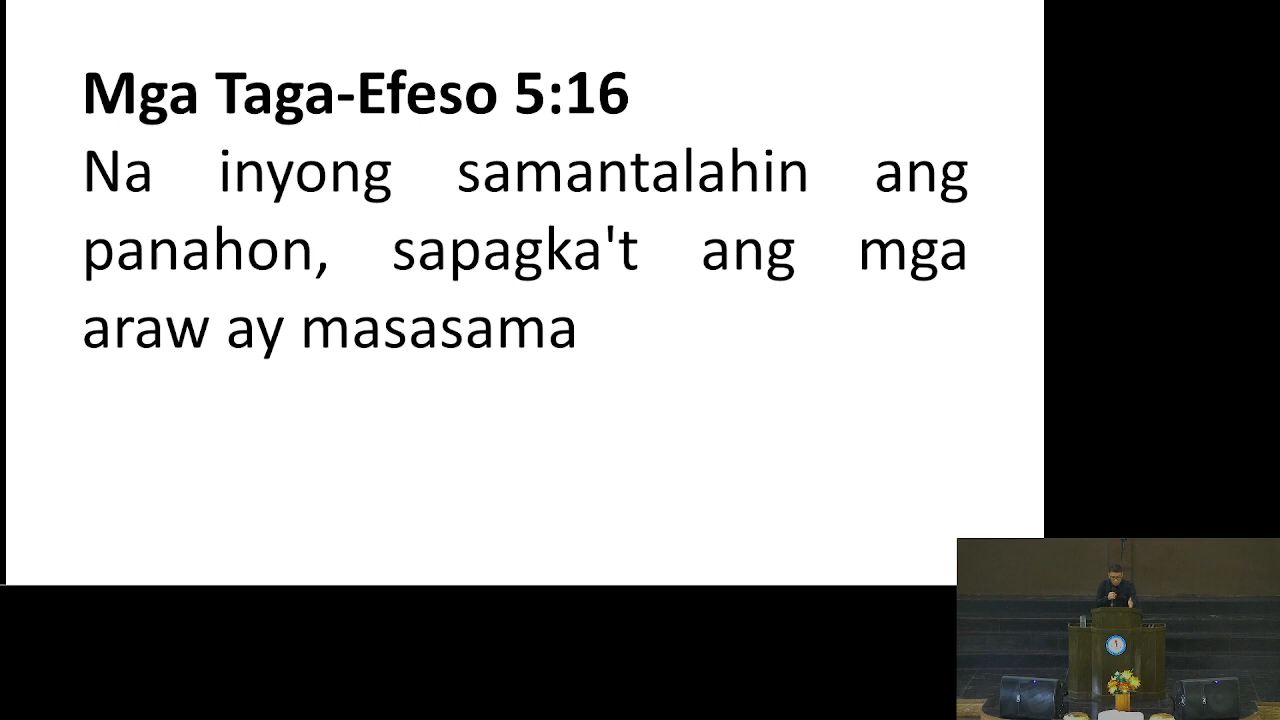 Mga Taga-Efeso 5:16
Na inyong samantalahin ang
panahon, sapagka't ang mga
araw ay masasama